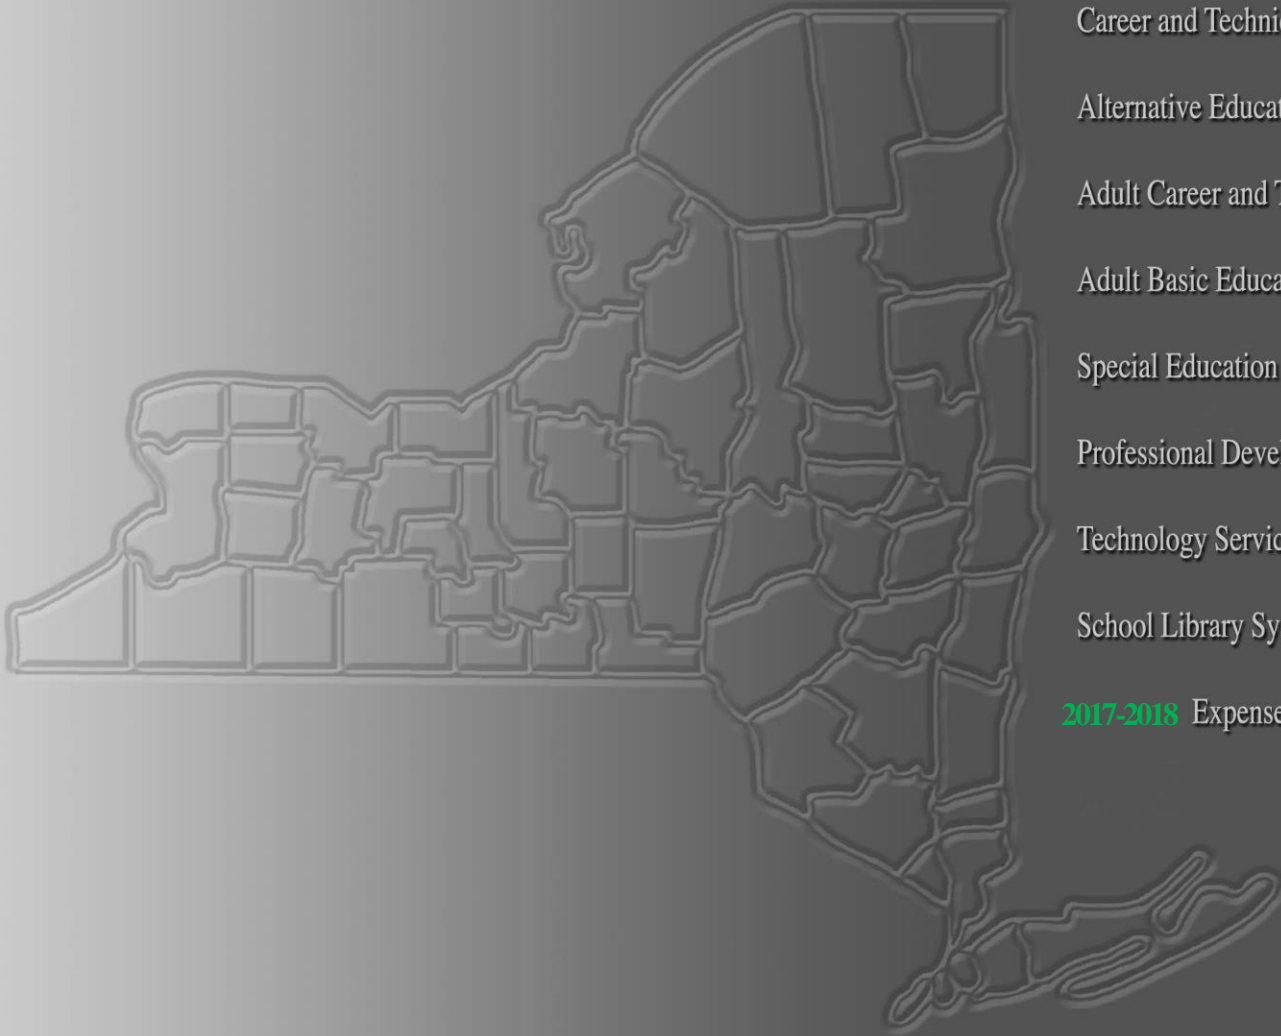 Career and Techni
Alternative Educat
Adult Career and T
Adult Basic Educa
Special Education
Professional Deve
Technology Servic
School Library Sy
2017-2018 Expense